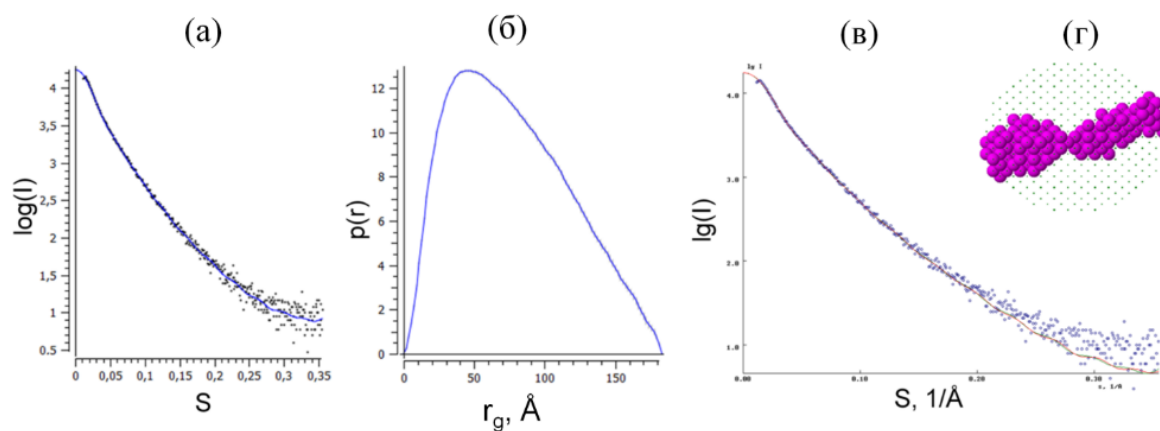 (а) (б) (в) (г)
lg I
4
3,5
3
2,5
2
1,5
1
0.5
log(I)
0 0,05 0,1 0,15 0,2 0,25 0,3 0,35
S
12
10
8
6
4
2
0
p(r)
0 50 100 150
r_g, Å
4.0
3.0
2.0
1.0
lg(I)
0.00 0.10 0.20 0.30
s, 1/A
S, 1/Å